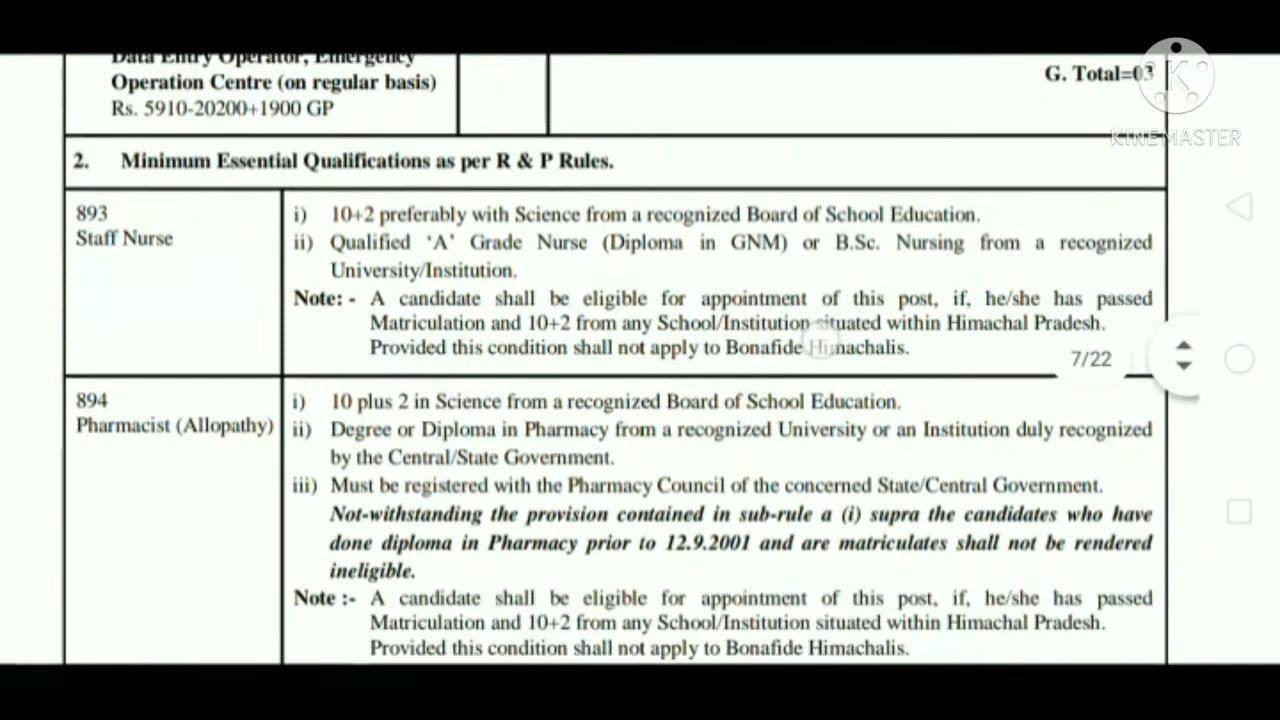 Data Entry Operator, Emergency
Operation Centre (on regular basis)
Rs. 5910-20200+1900 GP
G. Total=03
KINEMASTER
2. Minimum Essential Qualifications as per R & P Rules.
893
Staff Nurse
i) 10+2 preferably with Science from a recognized Board of School Education.
ii) Qualified ‘A’ Grade Nurse (Diploma in GNM) or B.Sc. Nursing from a recognized
University/Institution.
Note: - A candidate shall be eligible for appointment of this post, if, he/she has passed
Matriculation and 10+2 from any School/Institution situated within Himachal Pradesh.
Provided this condition shall not apply to Bonafide Himachalis.
7/22
894
Pharmacist (Allopathy)
i) 10 plus 2 in Science from a recognized Board of School Education.
ii) Degree or Diploma in Pharmacy from a recognized University or an Institution duly recognized
by the Central/State Government.
iii) Must be registered with the Pharmacy Council of the concerned State/Central Government.
Not-withstanding the provision contained in sub-rule a (i) supra the candidates who have
done diploma in Pharmacy prior to 12.9.2001 and are matriculates shall not be rendered
ineligible.
Note :- A candidate shall be eligible for appointment of this post, if, he/she has passed
Matriculation and 10+2 from any School/Institution situated within Himachal Pradesh.
Provided this condition shall not apply to Bonafide Himachalis.